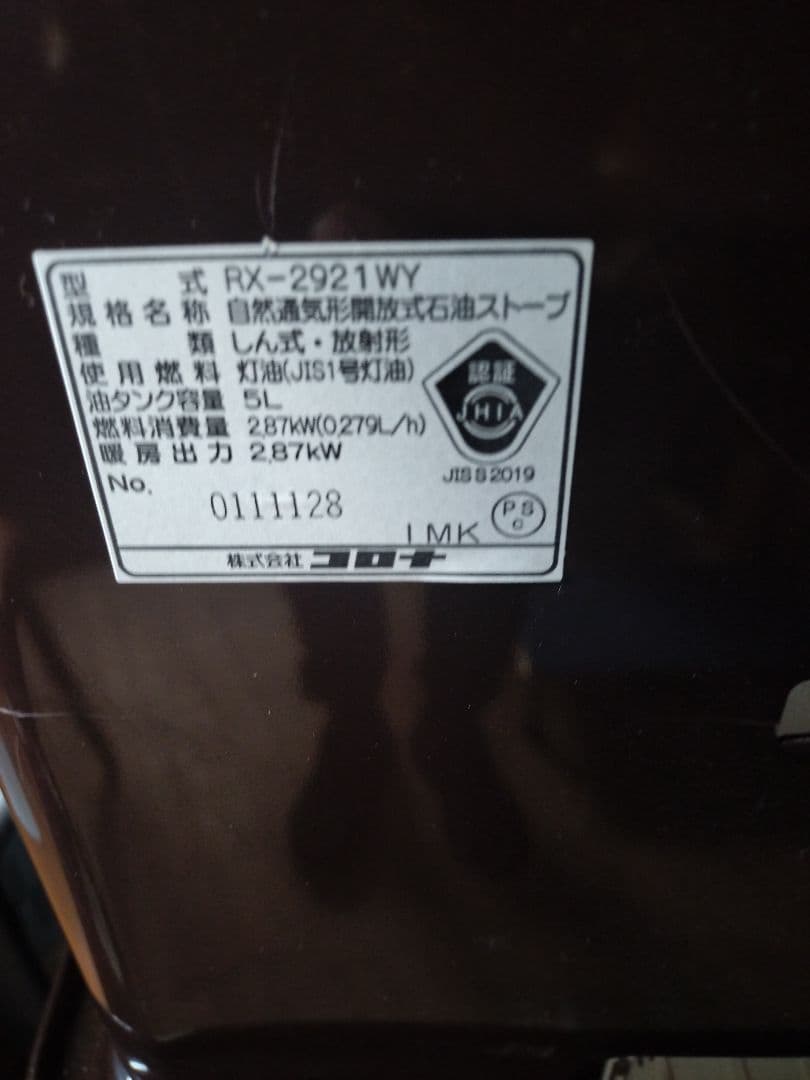 型式 RX-2921WY
規格名称 自然通気形開放式石油ストーブ
種類 しん式・放射形
使用燃料 灯油(JIS1号灯油)
油タンク容量 5L
燃料消費量 2.87kW(0.279L/h)
暖房出力 2.87kW
認証
JHIA
JIS S 2019
No. 0111128
IMK
PS
C
株式会社 コロナ